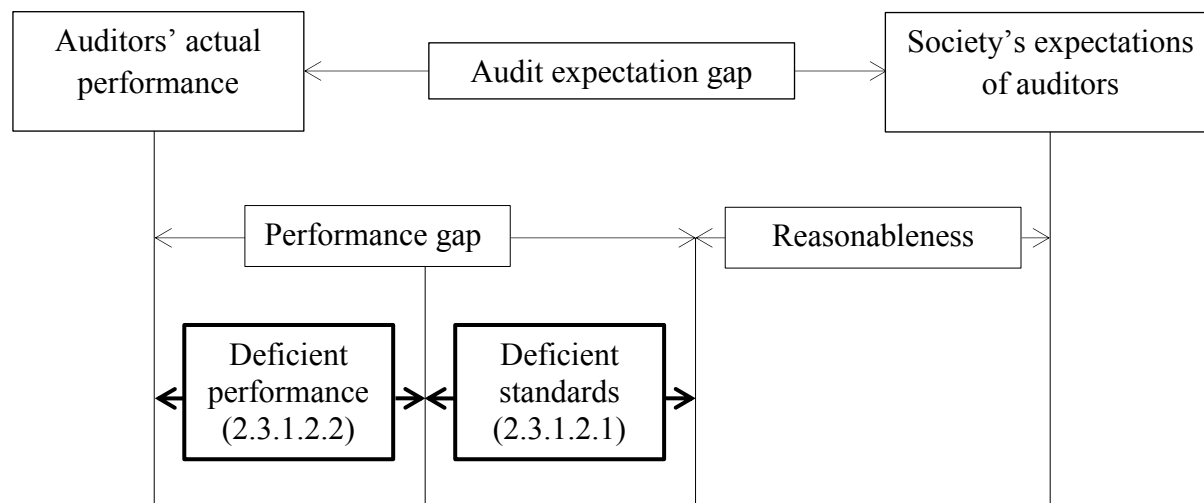 Auditors’ actual
performance
Audit expectation gap
Society’s expectations
of auditors
Performance gap
Reasonableness
Deficient
performance
(2.3.1.2.2)
Deficient
standards
(2.3.1.2.1)